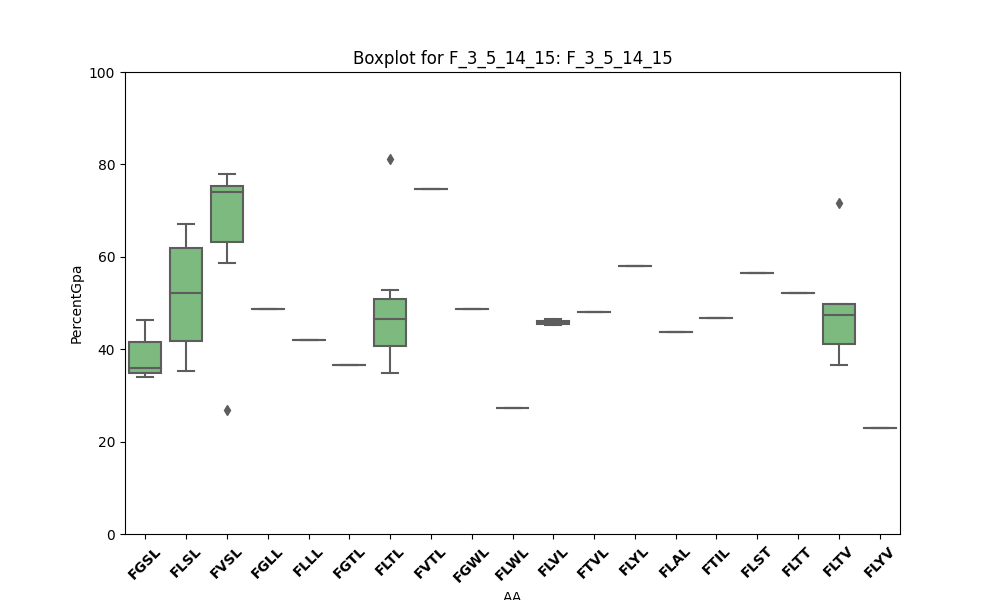 Boxplot for F_3_5_14_15: F_3_5_14_15
100
80
60
40
20
0
PercentGpa
FGSL FLSL FVSL FGLL FLLL FGTL FLTL FVTL FGWL FLWL FLVL FTVL FLYL FLAL FTIL FLST FLTT FLTV FLYV
AA